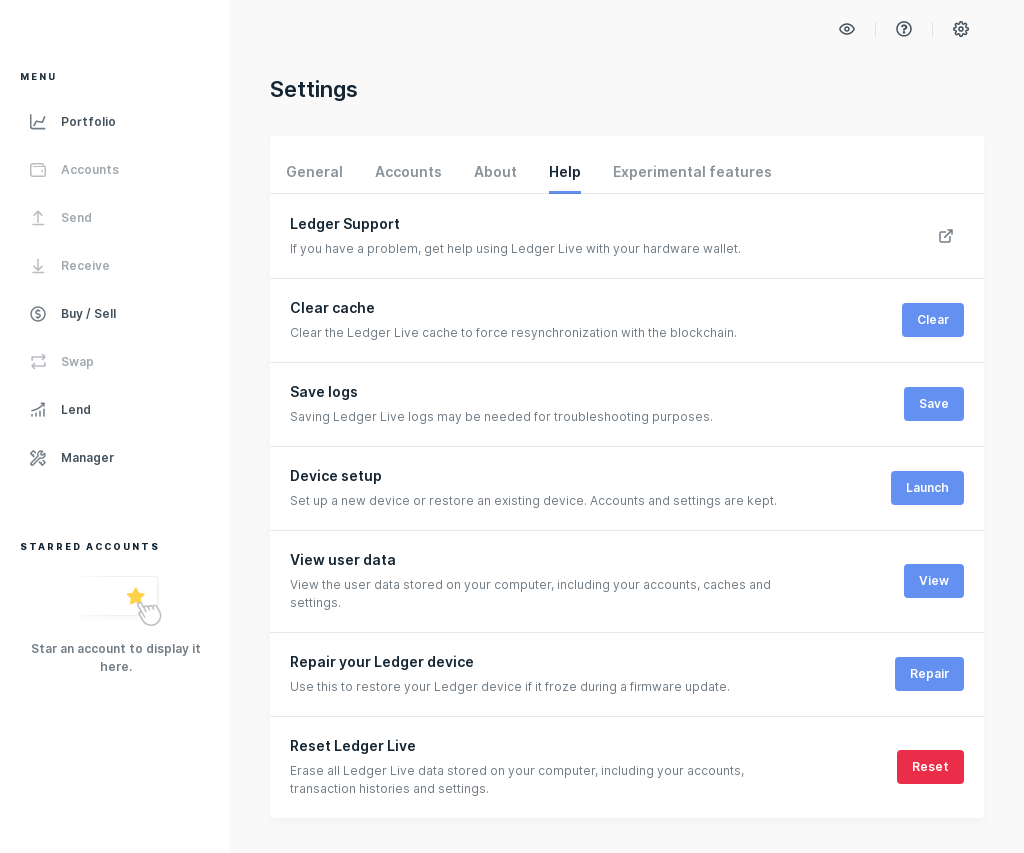 MENU
Portfolio
Accounts
Send
Receive
Buy / Sell
Swap
Lend
Manager
STARRED ACCOUNTS
Star an account to display it
here.
Settings
General Accounts About Help Experimental features
Ledger Support
If you have a problem, get help using Ledger Live with your hardware wallet.
Clear cache
Clear the Ledger Live cache to force resynchronization with the blockchain.
Clear
Save logs
Saving Ledger Live logs may be needed for troubleshooting purposes.
Save
Device setup
Set up a new device or restore an existing device. Accounts and settings are kept.
Launch
View user data
View the user data stored on your computer, including your accounts, caches and
settings.
View
Repair your Ledger device
Use this to restore your Ledger device if it froze during a firmware update.
Repair
Reset Ledger Live
Erase all Ledger Live data stored on your computer, including your accounts,
transaction histories and settings.
Reset